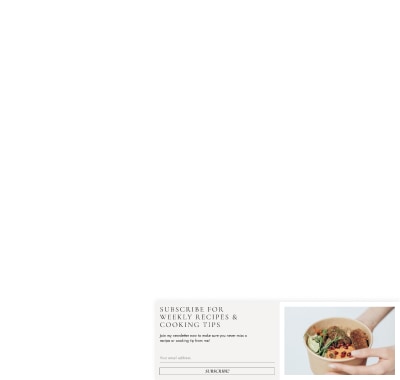 SUBSCRIBE FOR
WEEKLY RECIPES &
COOKING TIPS
Join my newsletter now to make sure you never miss a
recipe or cooking tip from me!
Your email address
SUBSCRIBE!